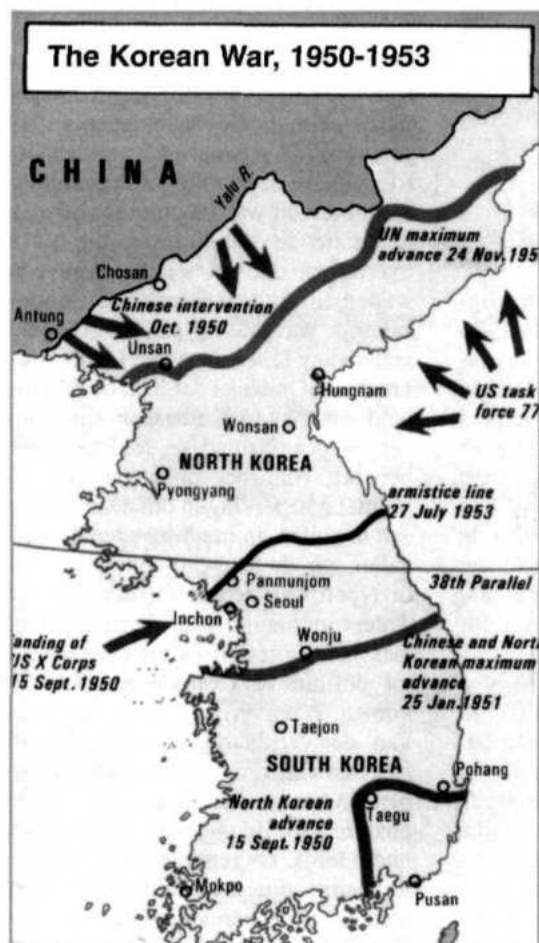 The Korean War, 1950-1953
CHINA
Yalu R.
UN maximum
advance 24 Nov. 195
Chosan
Chinese intervention
Oct. 1950
Antung
Unsan
Hungnam
US task
force 77
Wonsan
NORTH KOREA
Pyongyang
armistice line
27 July 1953
38th Parallel
Panmunjom
Seoul
Inchon
anding of
US X Corps
15 Sept. 1950
Wonju
Chinese and North
Korean maximum
advance
25 Jan. 1951
Taejon
SOUTH KOREA
Pohang
North Korean
advance
15 Sept. 1950
Taegu
Mokpo
Pusan